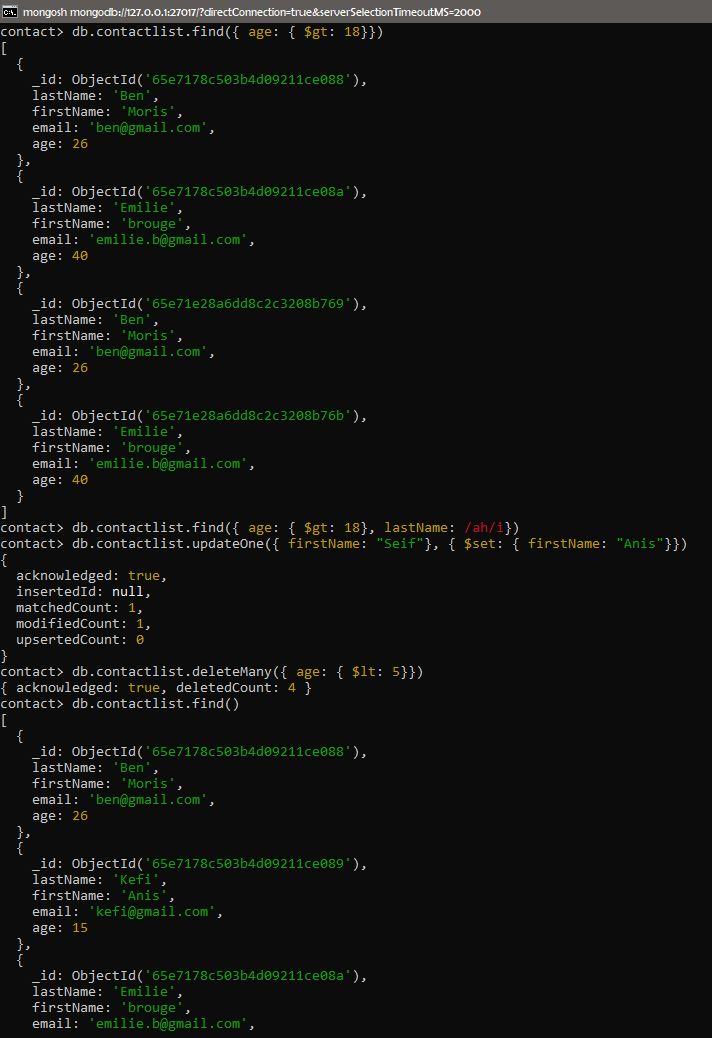 mongosh mongodb://127.0.0.1:27017/?directConnection=true&serverSelectionTimeoutMS=2000
contact> db.contactlist.find({ age: { $gt: 18}})
[
  {
    _id: ObjectId('65e7178c503b4d09211ce088'),
    lastName: 'Ben',
    firstName: 'Moris',
    email: 'ben@gmail.com',
    age: 26
  },
  {
    _id: ObjectId('65e7178c503b4d09211ce08a'),
    lastName: 'Emilie',
    firstName: 'brouge',
    email: 'emilie.b@gmail.com',
    age: 40
  },
  {
    _id: ObjectId('65e71e28a6dd8c2c3208b769'),
    lastName: 'Ben',
    firstName: 'Moris',
    email: 'ben@gmail.com',
    age: 26
  },
  {
    _id: ObjectId('65e71e28a6dd8c2c3208b76b'),
    lastName: 'Emilie',
    firstName: 'brouge',
    email: 'emilie.b@gmail.com',
    age: 40
  }
]
contact> db.contactlist.find({ age: { $gt: 18}, lastName: /ah/i})
contact> db.contactlist.updateOne({ firstName: "Seif"}, { $set: { firstName: "Anis"}})
{
  acknowledged: true,
  insertedId: null,
  matchedCount: 1,
  modifiedCount: 1,
  upsertedCount: 0
}
contact> db.contactlist.deleteMany({ age: { $lt: 5}})
{ acknowledged: true, deletedCount: 4 }
contact> db.contactlist.find()
[
  {
    _id: ObjectId('65e7178c503b4d09211ce088'),
    lastName: 'Ben',
    firstName: 'Moris',
    email: 'ben@gmail.com',
    age: 26
  },
  {
    _id: ObjectId('65e7178c503b4d09211ce089'),
    lastName: 'Kefi',
    firstName: 'Anis',
    email: 'kefi@gmail.com',
    age: 15
  },
  {
    _id: ObjectId('65e7178c503b4d09211ce08a'),
    lastName: 'Emilie',
    firstName: 'brouge',
    email: 'emilie.b@gmail.com',